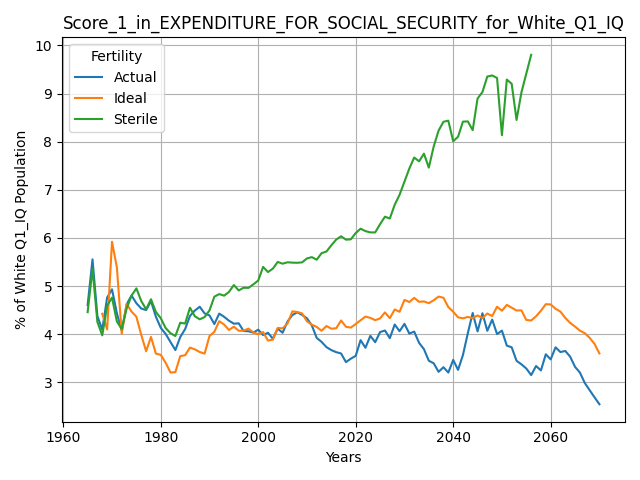 Score_1_in_EXPENDITURE_FOR_SOCIAL_SECURITY_for_White_Q1_IQ
Fertility
Actual
Ideal
Sterile
% of White Q1_IQ Population
10
9
8
7
6
5
4
3
1960
1980
2000
2020
2040
2060
Years